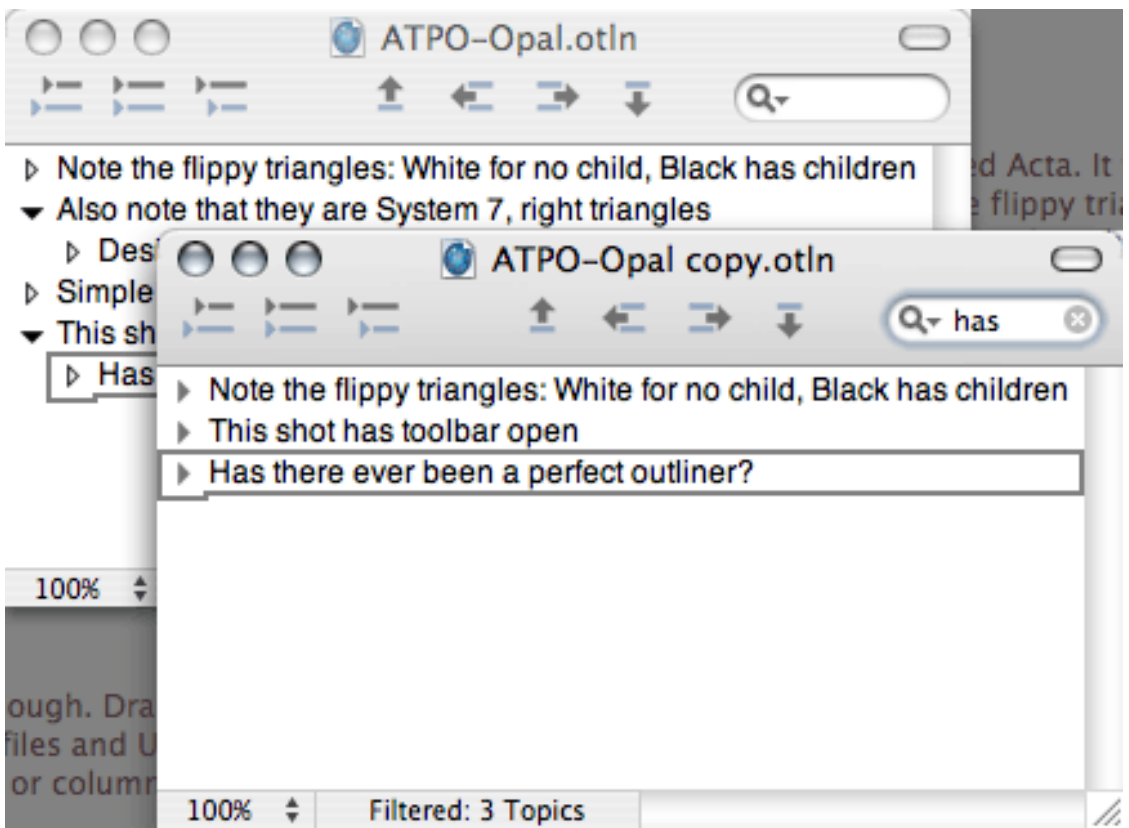 ATPO-Opal.otln
Note the flippy triangles: White for no child, Black has children
Also note that they are System 7, right triangles
Simple
This
Has
100%
ed Acta. It
flippy
ATPO-Opal copy.otln
has
Note the flippy triangles: White for no child, Black has children
This shot has toolbar open
Has there ever been a perfect outliner?
100%
Filtered: 3 Topics
ough. Dra
files and U
or column